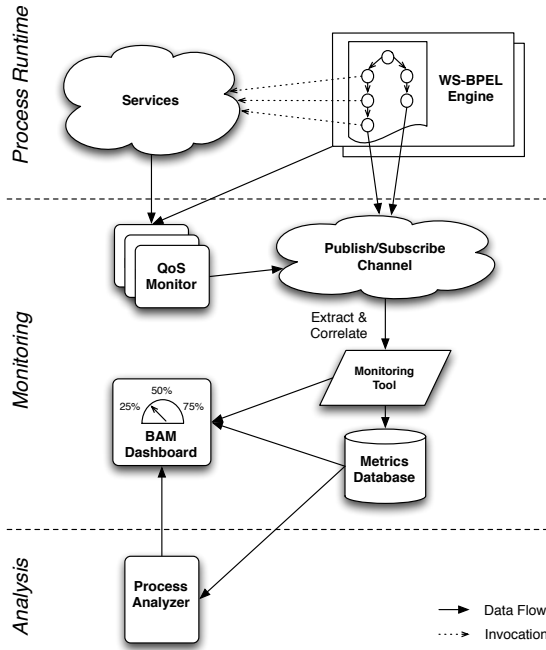 Process Runtime
Services
WS-BPEL
Engine
Monitoring
QoS
Monitor
Publish/Subscribe
Channel
Extract &
Correlate
Monitoring
Tool
50%
25%
75%
BAM
Dashboard
Metrics
Database
Analysis
Process
Analyzer
Data Flow
Invocation